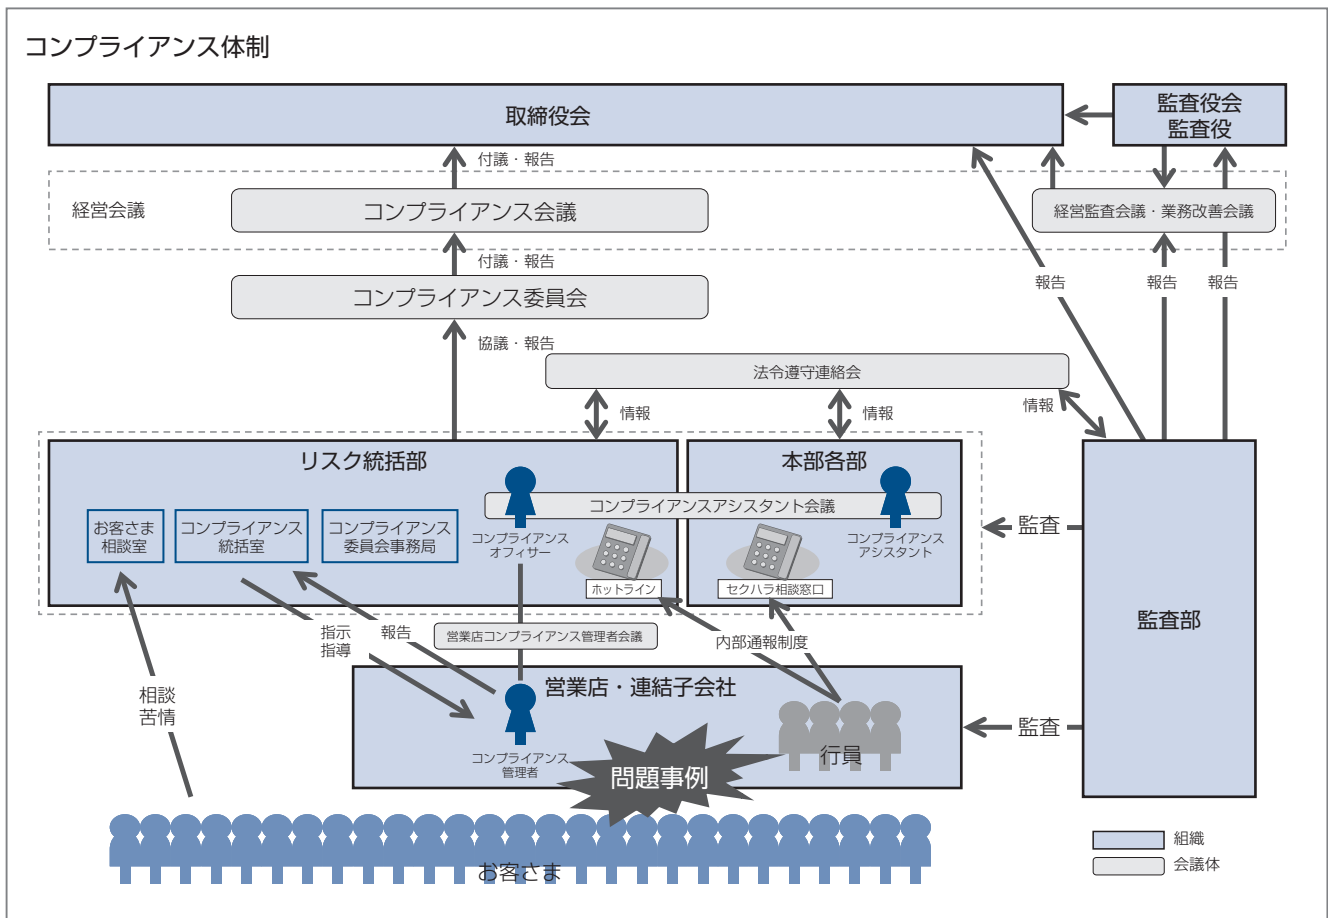 コンプライアンス体制
取締役会
監査役会
監査役
付議・報告
経営会議
コンプライアンス会議
経営監査会議・業務改善会議
付議・報告
コンプライアンス委員会
報告
報告
報告
協議・報告
法令遵守連絡会
情報
情報
情報
リスク統括部
本部各部
コンプライアンスアシスタント会議
お客さま
相談室
コンプライアンス
統括室
コンプライアンス
委員会事務局
コンプライアンス
オフィサー
コンプライアンス
アシスタント
監査
ホットライン
セクハラ相談窓口
監査部
指示
指導
報告
営業店コンプライアンス管理者会議
内部通報制度
営業店・連結子会社
相談
苦情
監査
コンプライアンス
管理者
問題事例
行員
お客さま
組織
会議体